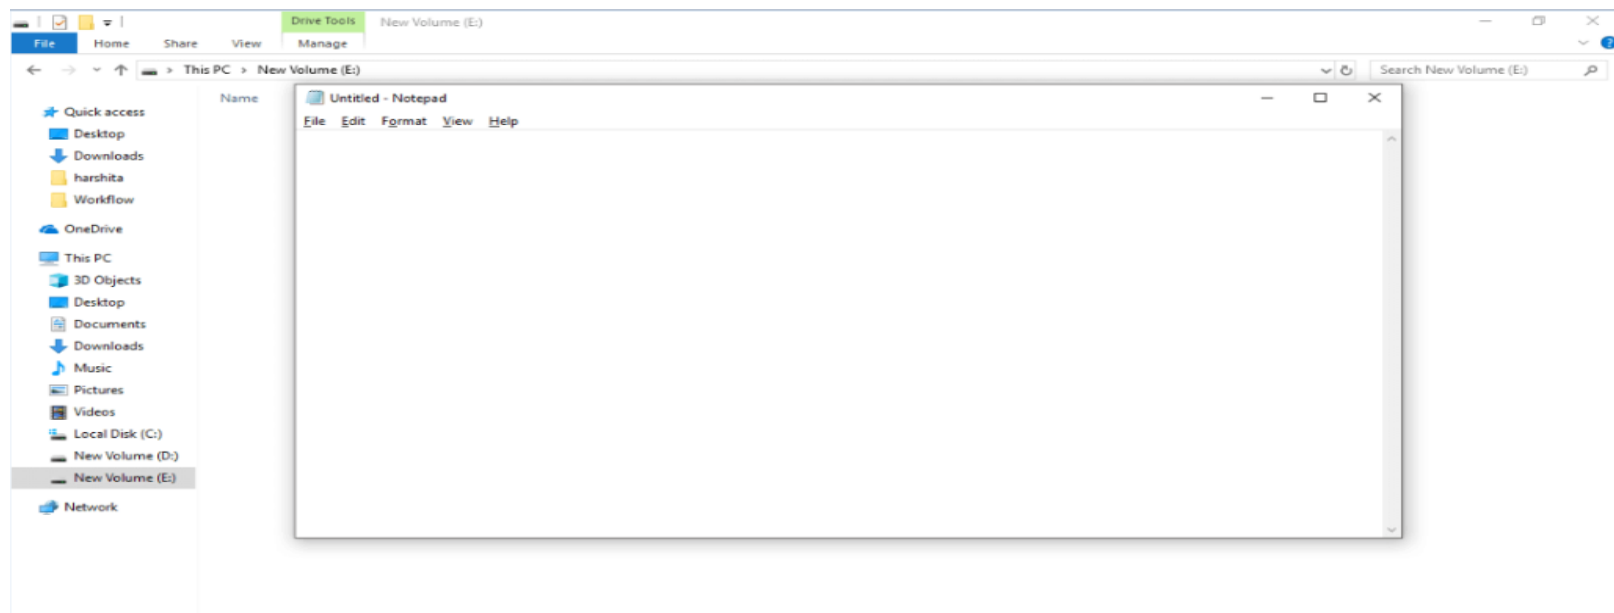 Drive Tools New Volume (E:)
File Home Share View Manage
This PC > New Volume (E:) Search New Volume (E:)
Name
Quick access
Desktop
Downloads
harshita
Workflow
OneDrive
This PC
3D Objects
Desktop
Documents
Downloads
Music
Pictures
Videos
Local Disk (C:)
New Volume (D:)
New Volume (E:)
Network
Untitled - Notepad
File Edit Format View Help